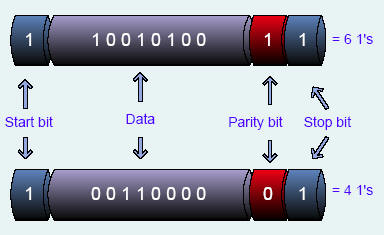 1 10010100 1 1 = 6 1's
Start bit Data Parity bit Stop bit
1 00110000 0 1 = 4 1's